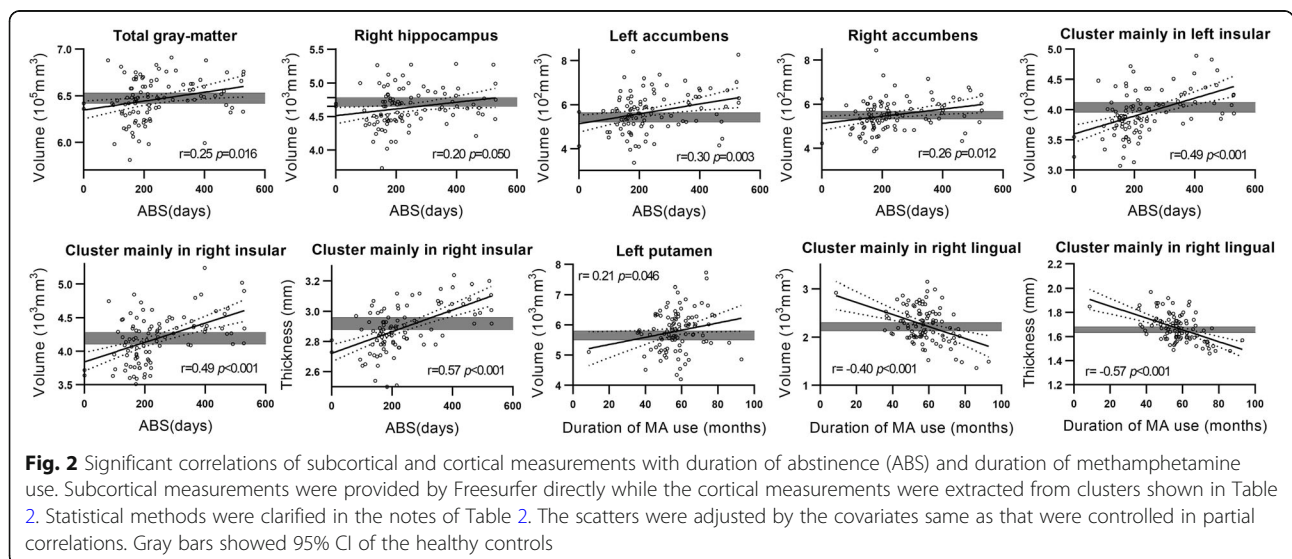 Total gray-matter
Volume (10⁵mm³)
7.0
6.5
6.0
r=0.25 p=0.016
0 200 400 600
ABS(days)
Right hippocampus
Volume (10³mm³)
5.5
5.0
4.5
4.0
r=0.20 p=0.050
0 200 400 600
ABS(days)
Left accumbens
Volume (10²mm³)
8
6
4
r=0.30 p=0.003
0 200 400 600
ABS(days)
Right accumbens
Volume (10²mm³)
8
6
4
r=0.26 p=0.012
0 200 400 600
ABS(days)
Cluster mainly in left insular
Volume (10³mm³)
5.0
4.5
4.0
3.5
3.0
r=0.49 p<0.001
0 200 400 600
ABS(days)
Cluster mainly in right insular
Volume (10³mm³)
5.0
4.5
4.0
3.5
r=0.49 p<0.001
0 200 400 600
ABS(days)
Cluster mainly in right insular
Thickness (mm)
3.2
3.0
2.8
2.6
r=0.57 p<0.001
0 200 400 600
ABS(days)
Left putamen
Volume (10³mm³)
8
7
6
5
4
r= 0.21 p=0.046
0 20 40 60 80 100
Duration of MA use (months)
Cluster mainly in right lingual
Volume (10³mm³)
3
2
1
r= -0.40 p<0.001
0 20 40 60 80 100
Duration of MA use (months)
Cluster mainly in right lingual
Thickness (mm)
2.2
2.0
1.8
1.6
1.4
1.2
r= -0.57 p<0.001
0 20 40 60 80 100
Duration of MA use (months)
Fig. 2 Significant correlations of subcortical and cortical measurements with duration of abstinence (ABS) and duration of methamphetamine
use. Subcortical measurements were provided by Freesurfer directly while the cortical measurements were extracted from clusters shown in Table
2. Statistical methods were clarified in the notes of Table 2. The scatters were adjusted by the covariates same as that were controlled in partial
correlations. Gray bars showed 95% CI of the healthy controls